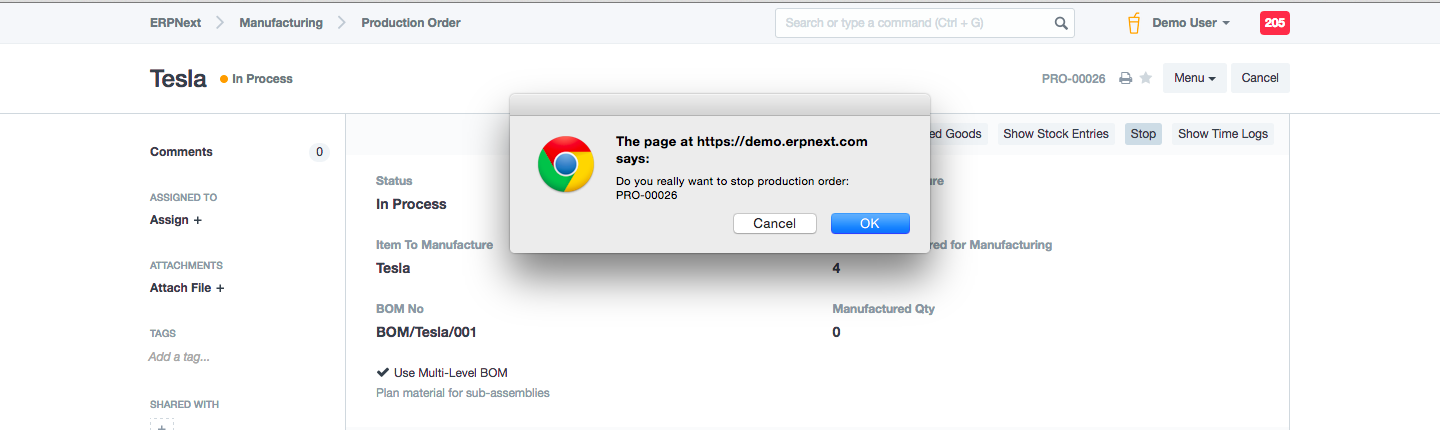 ERPNext Manufacturing Production Order Search or type a command (Ctrl + G) Demo User 205
Tesla In Process PRO-00026 Menu Cancel
Comments 0
ASSIGNED TO
Assign +
ATTACHMENTS
Attach File +
TAGS
Add a tag...
SHARED WITH
+
Goods Show Stock Entries Stop Show Time Logs
The page at https://demo.erpnext.com
says:
Do you really want to stop production order:
PRO-00026
Cancel OK
Status
In Process
Item To Manufacture
Tesla
BOM No
BOM/Tesla/001
Use Multi-Level BOM
Plan material for sub-assemblies
for Manufacturing
4
Manufactured Qty
0